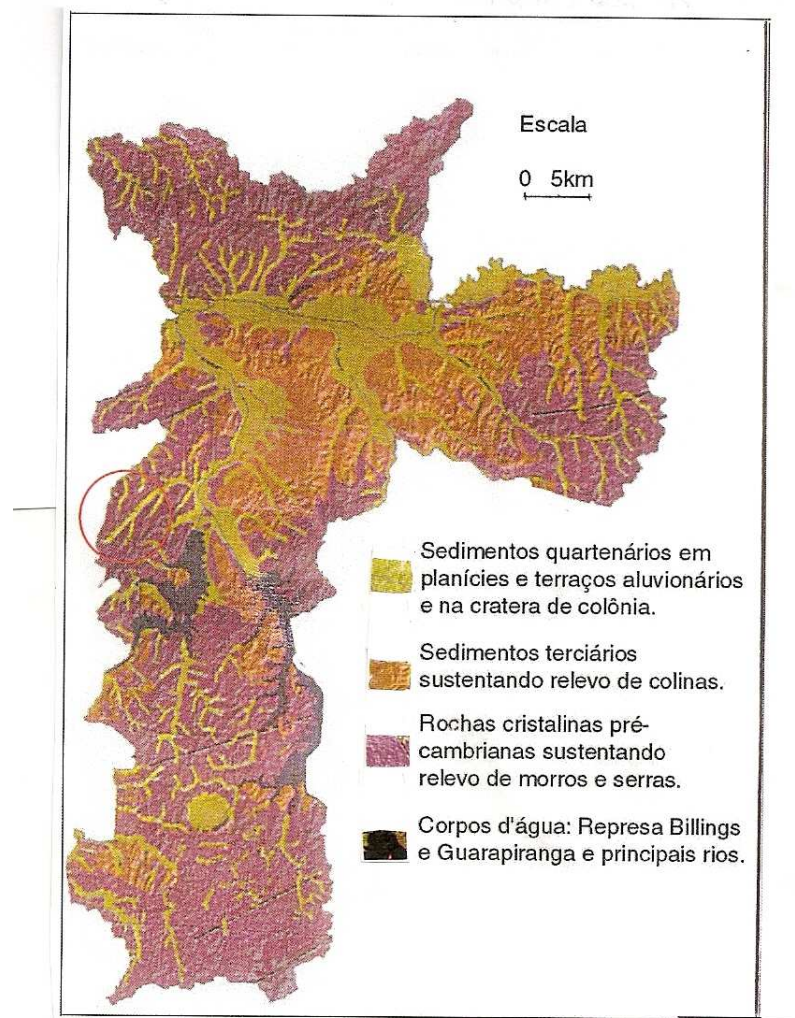 Escala
0 5km
Sedimentos quartenários em
planícies e terraços aluvionários
e na cratera de colônia.
Sedimentos terciários
sustentando relevo de colinas.
Rochas cristalinas pré-
cambrianas sustentando
relevo de morros e serras.
Corpos d'água: Represa Billings
e Guarapiranga e principais rios.